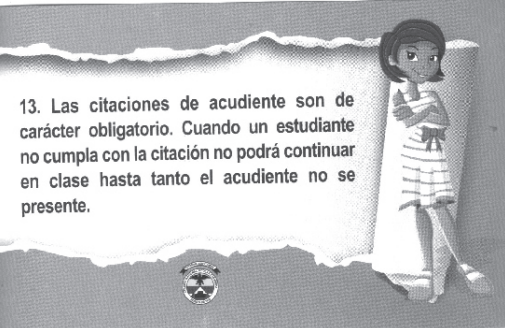 13. Las citaciones de acudiente son de
carácter obligatorio. Cuando un estudiante
no cumpla con la citación no podrá continuar
en clase hasta tanto el acudiente no se
presente.